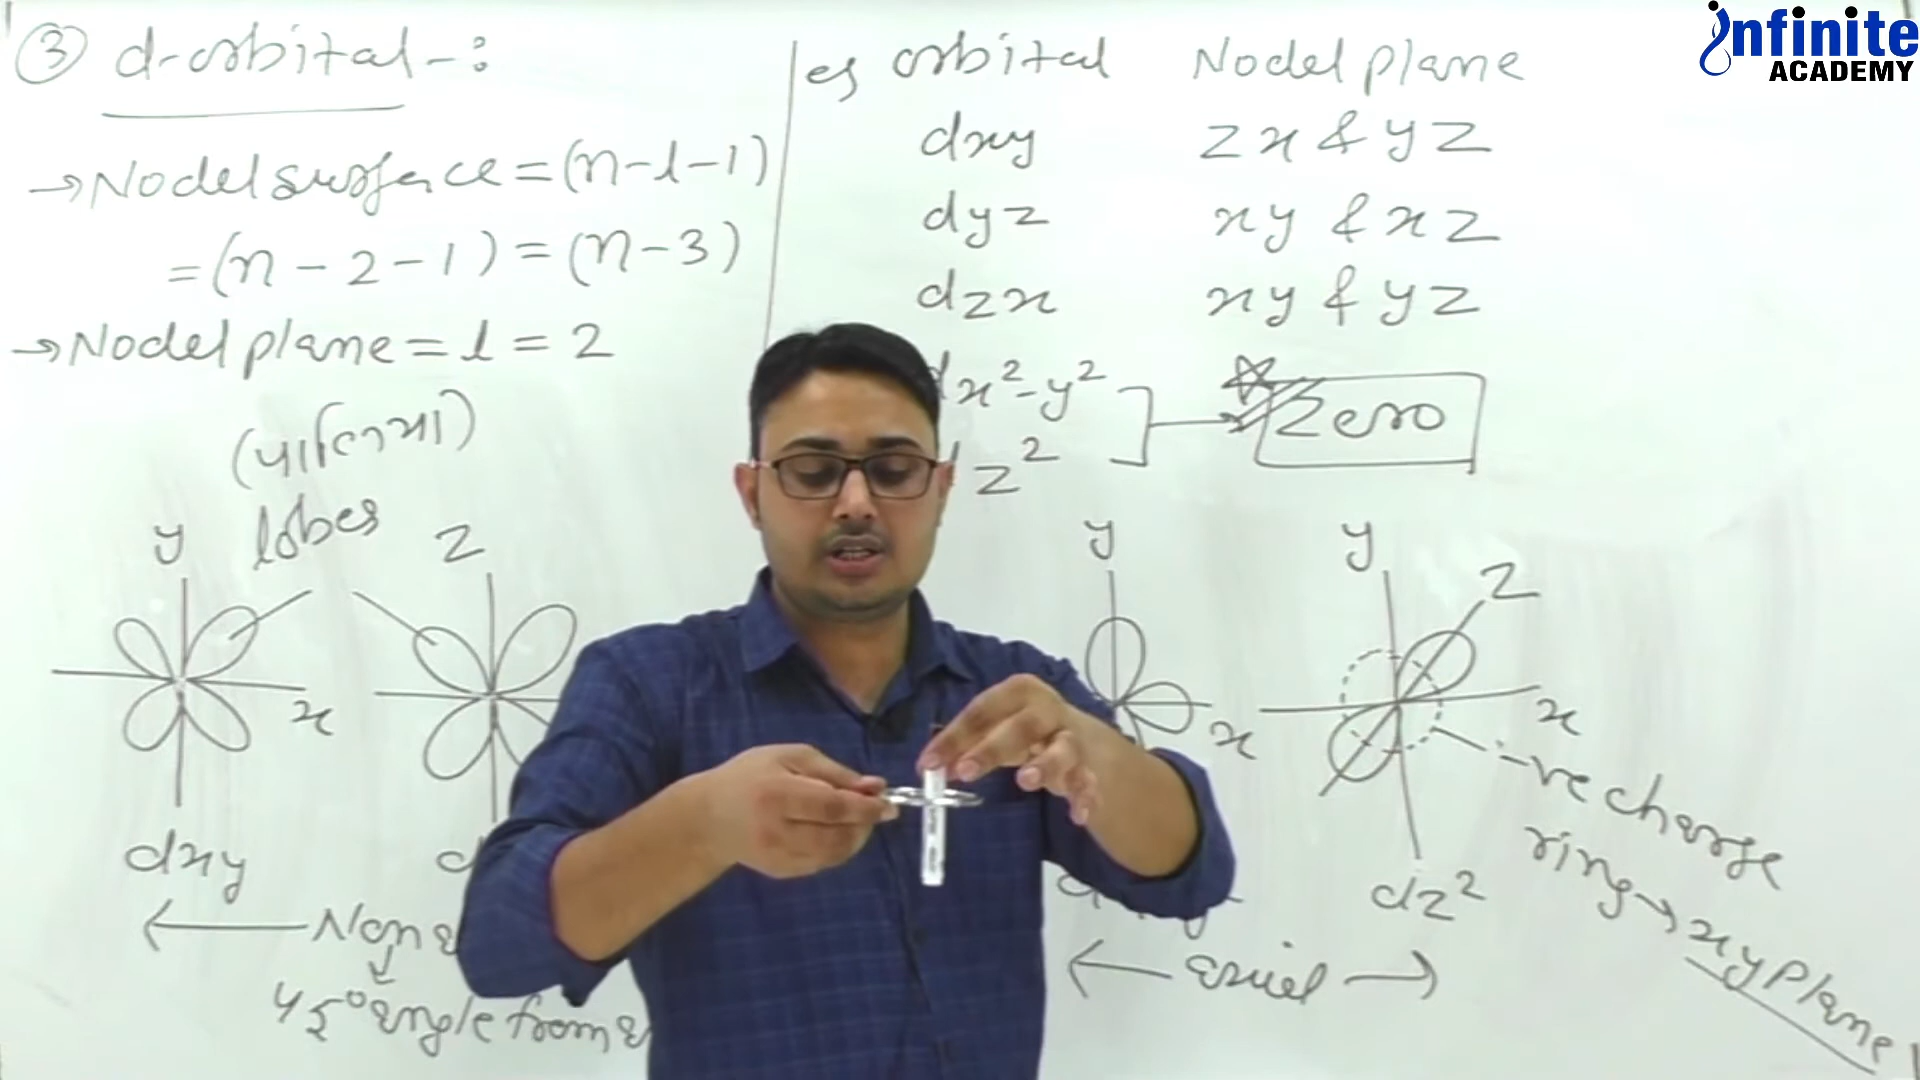 ③ d-orbital-:
→ Nodel surface = (n-l-1)
= (n-2-1) = (n-3)
→ Nodel plane = l = 2
lobes
y
x
dxy
z
45° angle from
eg orbital Nodel plane
dxy zx & yz
dyz xy & xz
dzx xy & yz
dx²-y²
z²
Zero
y
x
y
z
x
dz²
-ve charge
ring → xy plane
← axial →
infinite
ACADEMY